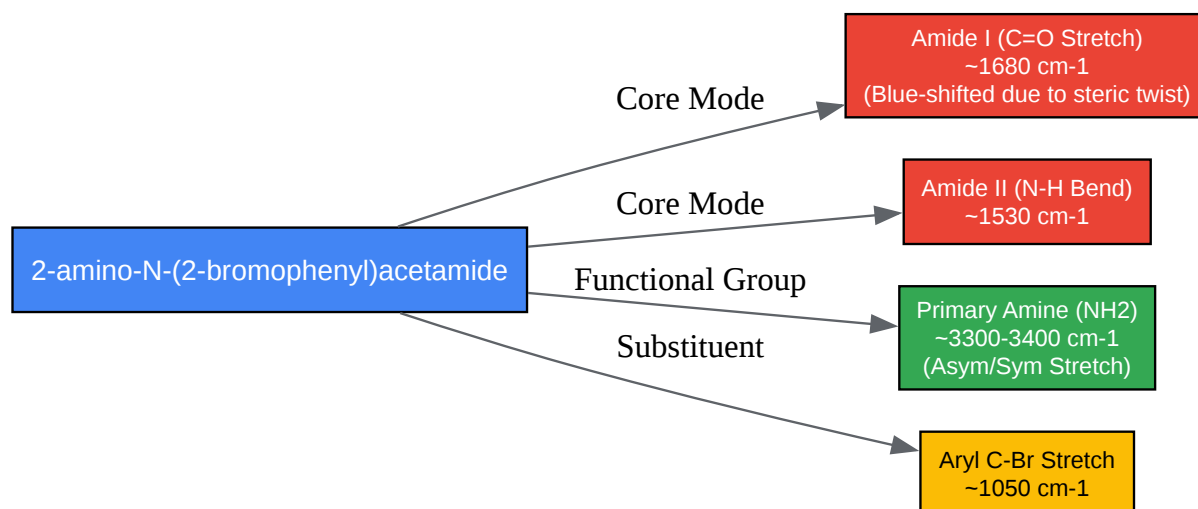 Amide I (C=O Stretch)
~1680 cm-1
(Blue-shifted due to steric twist)
Core Mode
Amide II (N-H Bend)
~1530 cm-1
Core Mode
2-amino-N-(2-bromophenyl)acetamide
Functional Group
Primary Amine (NH2)
~3300-3400 cm-1
(Asym/Sym Stretch)
Substituent
Aryl C-Br Stretch
~1050 cm-1